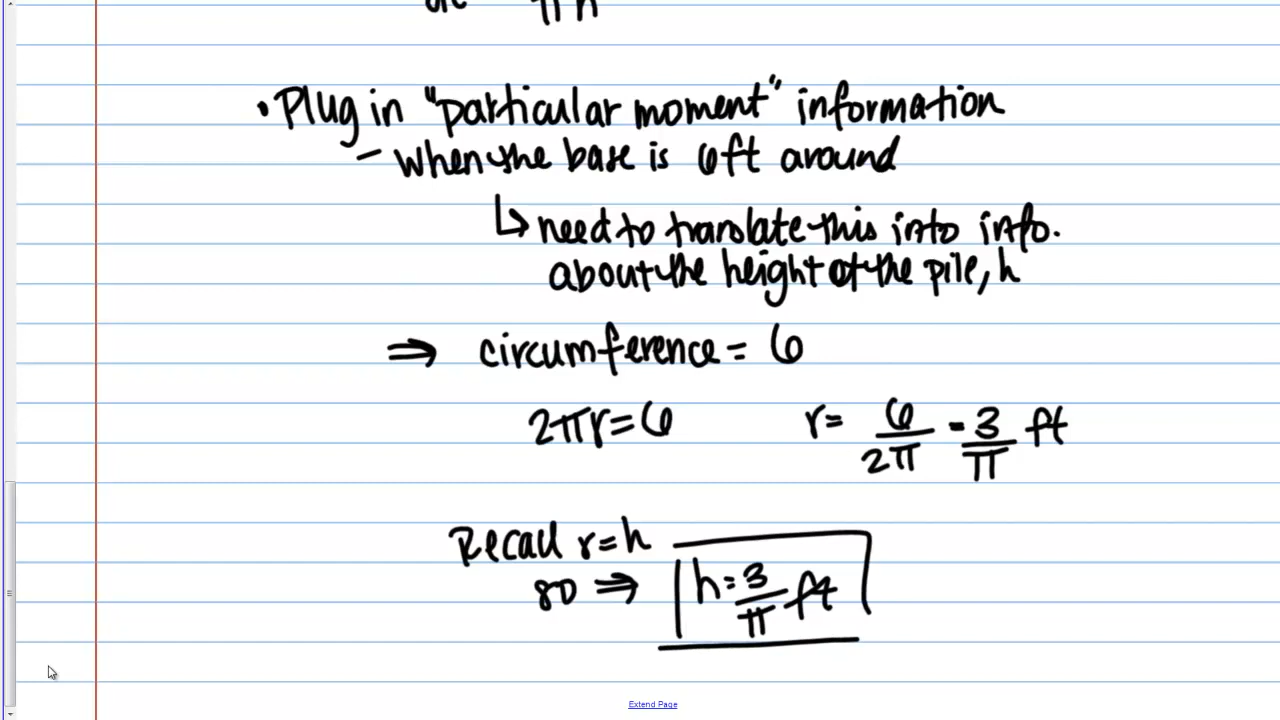 πh
• Plug in "particular moment" information
- when the base is 6ft around
↳ need to translate this into info.
about the height of the pile, h
⇒ circumference = 6
2πr = 6 r = 6/2π = 3/π ft
Recall r = h
so ⇒ h = 3/π ft
Extend Page